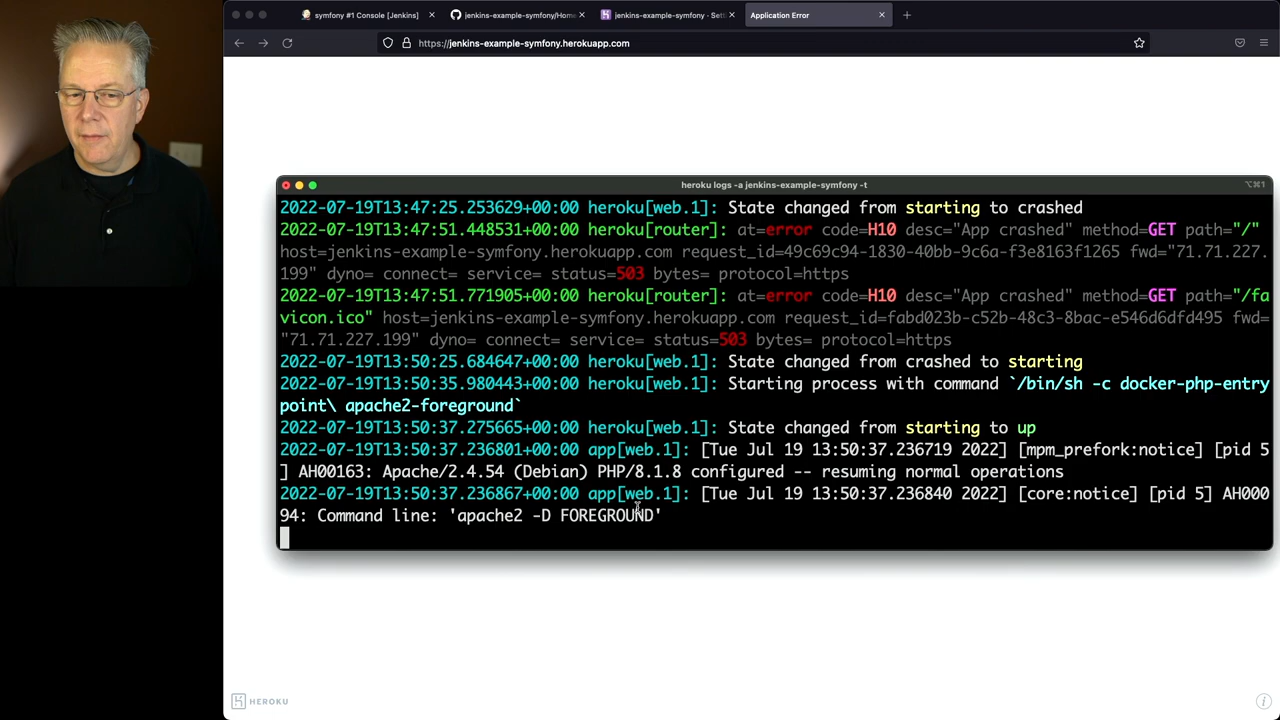 symfony #1 Console [Jenkins]
jenkins-example-symfony/Home
jenkins-example-symfony · Sett
Application Error
https://jenkins-example-symfony.herokuapp.com
heroku logs -a jenkins-example-symfony -t
⌥⌘1
2022-07-19T13:47:25.253629+00:00 heroku[web.1]: State changed from starting to crashed
2022-07-19T13:47:51.448531+00:00 heroku[router]: at=error code=H10 desc="App crashed" method=GET path="/"
host=jenkins-example-symfony.herokuapp.com request_id=49c69c94-1830-40bb-9c6a-f3e8163f1265 fwd="71.71.227.
199" dyno= connect= service= status=503 bytes= protocol=https
2022-07-19T13:47:51.771905+00:00 heroku[router]: at=error code=H10 desc="App crashed" method=GET path="/fa
vicon.ico" host=jenkins-example-symfony.herokuapp.com request_id=fabd023b-c52b-48c3-8bac-e546d6dfd495 fwd=
"71.71.227.199" dyno= connect= service= status=503 bytes= protocol=https
2022-07-19T13:50:25.684647+00:00 heroku[web.1]: State changed from crashed to starting
2022-07-19T13:50:35.980443+00:00 heroku[web.1]: Starting process with command `/bin/sh -c docker-php-entry
point\ apache2-foreground`
2022-07-19T13:50:37.275665+00:00 heroku[web.1]: State changed from starting to up
2022-07-19T13:50:37.236801+00:00 app[web.1]: [Tue Jul 19 13:50:37.236719 2022] [mpm_prefork:notice] [pid 5
] AH00163: Apache/2.4.54 (Debian) PHP/8.1.8 configured -- resuming normal operations
2022-07-19T13:50:37.236867+00:00 app[web.1]: [Tue Jul 19 13:50:37.236840 2022] [core:notice] [pid 5] AH000
94: Command line: 'apache2 -D FOREGROUND'
HEROKU